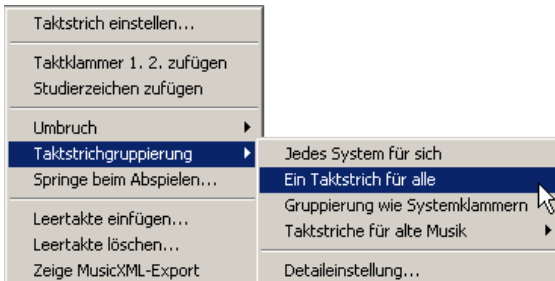 Taktstrich einstellen...
Taktklammer 1. 2. zufügen
Studierzeichen zufügen
Umbruch
Taktstrichgruppierung
Springe beim Abspielen...
Leertakte einfügen...
Leertakte löschen...
Zeige MusicXML-Export
Jedes System für sich
Ein Taktstrich für alle
Gruppierung wie Systemklammern
Taktstriche für alte Musik
Detaileinstellung...